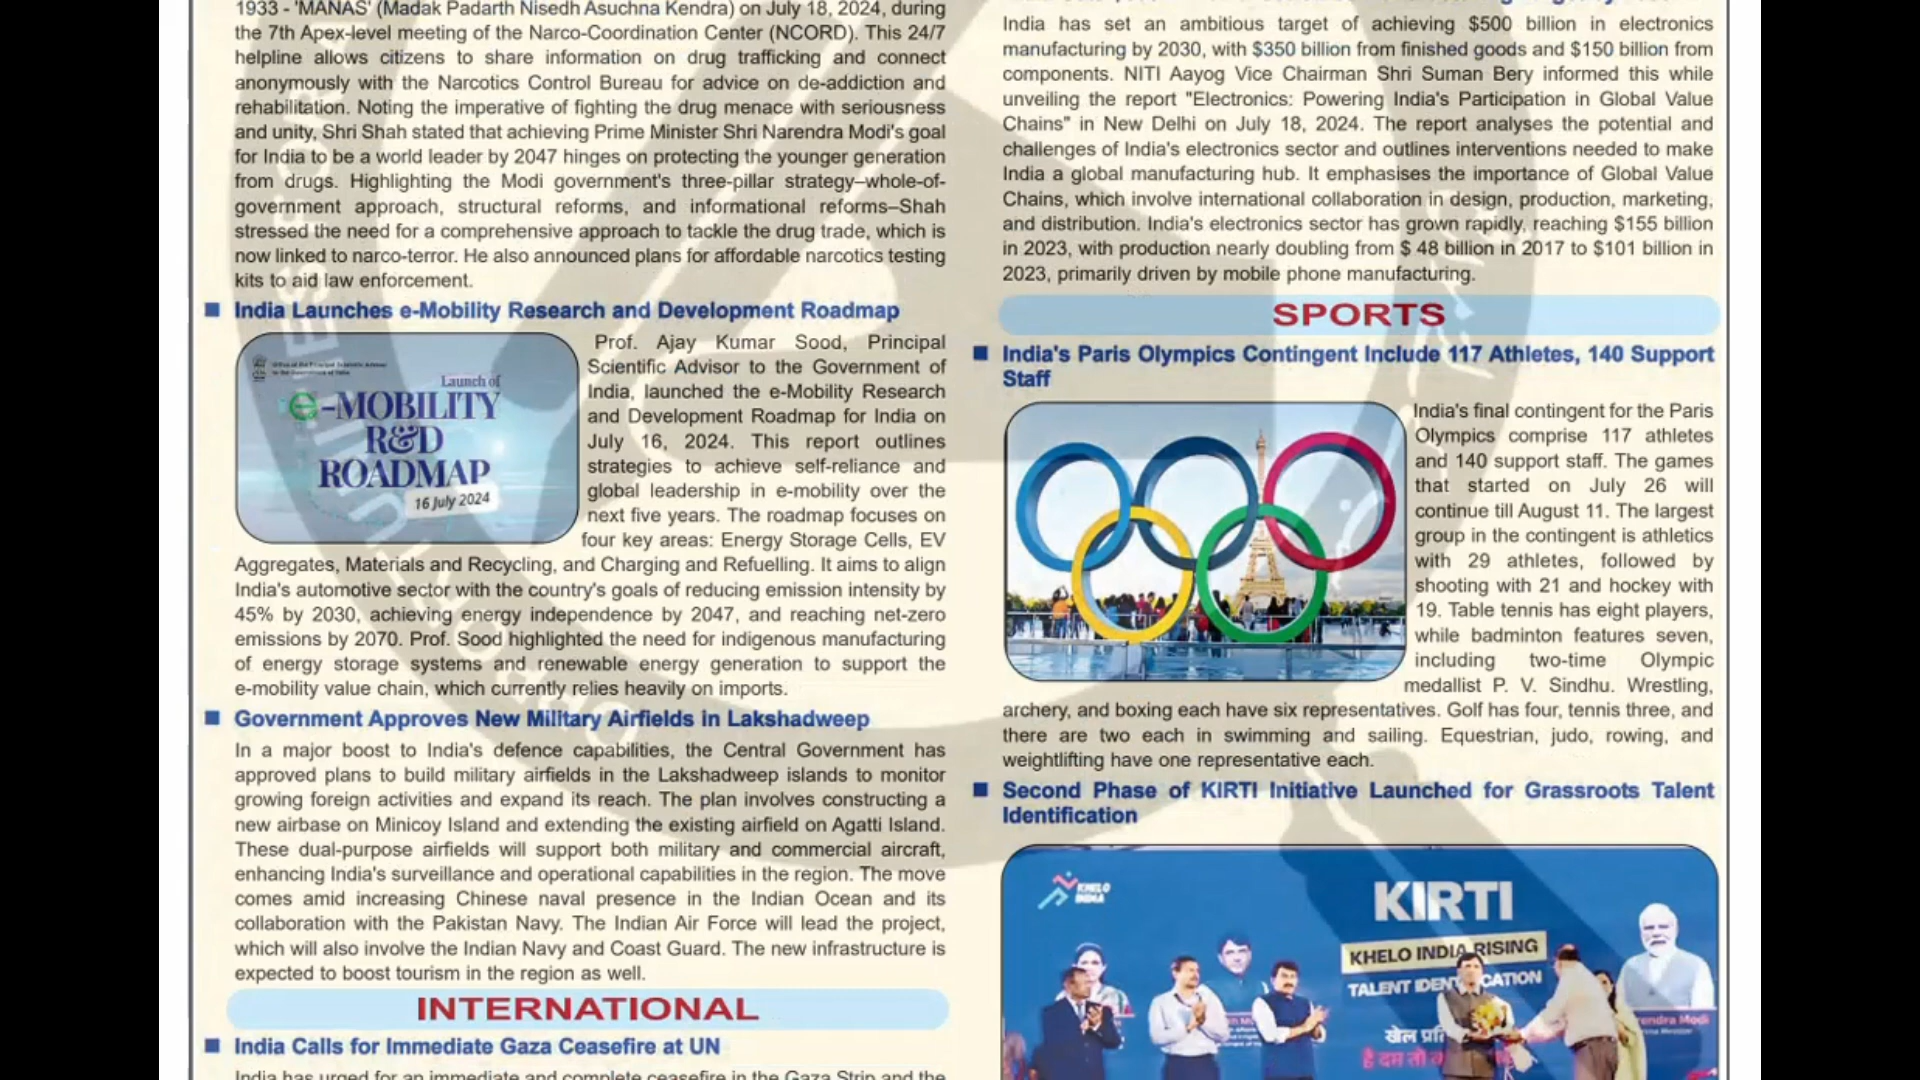 1933 - 'MANAS' (Madak Padarth Nisedh Asuchna Kendra) on July 18, 2024, during
the 7th Apex-level meeting of the Narco-Coordination Center (NCORD). This 24/7
helpline allows citizens to share information on drug trafficking and connect
anonymously with the Narcotics Control Bureau for advice on de-addiction and
rehabilitation. Noting the imperative of fighting the drug menace with seriousness
and unity, Shri Shah stated that achieving Prime Minister Shri Narendra Modi's goal
for India to be a world leader by 2047 hinges on protecting the younger generation
from drugs. Highlighting the Modi government's three-pillar strategy–whole-of-
government approach, structural reforms, and informational reforms–Shah
stressed the need for a comprehensive approach to tackle the drug trade, which is
now linked to narco-terror. He also announced plans for affordable narcotics testing
kits to aid law enforcement.
India Launches e-Mobility Research and Development Roadmap
Office of the Principal Scientific Adviser
to the Government of India
Launch of
e-MOBILITY
R&D
ROADMAP
16 July 2024
Prof. Ajay Kumar Sood, Principal
Scientific Advisor to the Government of
India, launched the e-Mobility Research
and Development Roadmap for India on
July 16, 2024. This report outlines
strategies to achieve self-reliance and
global leadership in e-mobility over the
next five years. The roadmap focuses on
four key areas: Energy Storage Cells, EV
Aggregates, Materials and Recycling, and Charging and Refuelling. It aims to align
India's automotive sector with the country's goals of reducing emission intensity by
45% by 2030, achieving energy independence by 2047, and reaching net-zero
emissions by 2070. Prof. Sood highlighted the need for indigenous manufacturing
of energy storage systems and renewable energy generation to support the
e-mobility value chain, which currently relies heavily on imports.
Government Approves New Military Airfields in Lakshadweep
In a major boost to India's defence capabilities, the Central Government has
approved plans to build military airfields in the Lakshadweep islands to monitor
growing foreign activities and expand its reach. The plan involves constructing a
new airbase on Minicoy Island and extending the existing airfield on Agatti Island.
These dual-purpose airfields will support both military and commercial aircraft,
enhancing India's surveillance and operational capabilities in the region. The move
comes amid increasing Chinese naval presence in the Indian Ocean and its
collaboration with the Pakistan Navy. The Indian Air Force will lead the project,
which will also involve the Indian Navy and Coast Guard. The new infrastructure is
expected to boost tourism in the region as well.
INTERNATIONAL
India Calls for Immediate Gaza Ceasefire at UN
India has urged for an immediate and complete ceasefire in the Gaza Strip and the
India has set an ambitious target of achieving $500 billion in electronics
manufacturing by 2030, with $350 billion from finished goods and $150 billion from
components. NITI Aayog Vice Chairman Shri Suman Bery informed this while
unveiling the report "Electronics: Powering India's Participation in Global Value
Chains" in New Delhi on July 18, 2024. The report analyses the potential and
challenges of India's electronics sector and outlines interventions needed to make
India a global manufacturing hub. It emphasises the importance of Global Value
Chains, which involve international collaboration in design, production, marketing,
and distribution. India's electronics sector has grown rapidly, reaching $155 billion
in 2023, with production nearly doubling from $ 48 billion in 2017 to $101 billion in
2023, primarily driven by mobile phone manufacturing.
SPORTS
India's Paris Olympics Contingent Include 117 Athletes, 140 Support
Staff
India's final contingent for the Paris
Olympics comprise 117 athletes
and 140 support staff. The games
that started on July 26 will
continue till August 11. The largest
group in the contingent is athletics
with 29 athletes, followed by
shooting with 21 and hockey with
19. Table tennis has eight players,
while badminton features seven,
including two-time Olympic
medallist P. V. Sindhu. Wrestling,
archery, and boxing each have six representatives. Golf has four, tennis three, and
there are two each in swimming and sailing. Equestrian, judo, rowing, and
weightlifting have one representative each.
Second Phase of KIRTI Initiative Launched for Grassroots Talent
Identification
KHELO
INDIA
KIRTI
KHELO INDIA RISING
TALENT